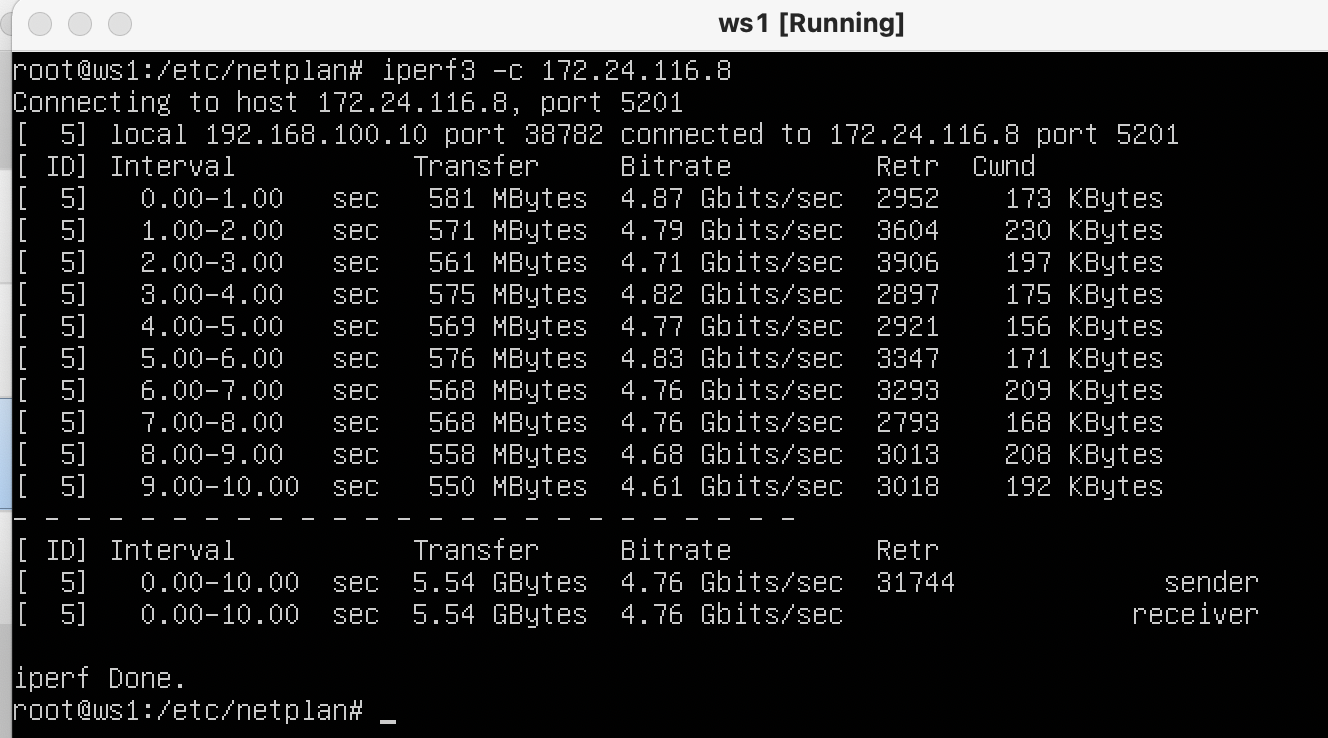 ws1 [Running]
root@ws1:/etc/netplan# iperf3 -c 172.24.116.8
Connecting to host 172.24.116.8, port 5201
[  5] local 192.168.100.10 port 38782 connected to 172.24.116.8 port 5201
[ ID] Interval           Transfer     Bitrate         Retr  Cwnd
[  5]   0.00-1.00   sec   581 MBytes  4.87 Gbits/sec  2952    173 KBytes
[  5]   1.00-2.00   sec   571 MBytes  4.79 Gbits/sec  3604    230 KBytes
[  5]   2.00-3.00   sec   561 MBytes  4.71 Gbits/sec  3906    197 KBytes
[  5]   3.00-4.00   sec   575 MBytes  4.82 Gbits/sec  2897    175 KBytes
[  5]   4.00-5.00   sec   569 MBytes  4.77 Gbits/sec  2921    156 KBytes
[  5]   5.00-6.00   sec   576 MBytes  4.83 Gbits/sec  3347    171 KBytes
[  5]   6.00-7.00   sec   568 MBytes  4.76 Gbits/sec  3293    209 KBytes
[  5]   7.00-8.00   sec   568 MBytes  4.76 Gbits/sec  2793    168 KBytes
[  5]   8.00-9.00   sec   558 MBytes  4.68 Gbits/sec  3013    208 KBytes
[  5]   9.00-10.00  sec   550 MBytes  4.61 Gbits/sec  3018    192 KBytes
- - - - - - - - - - - - - - - - - - - - - - - - -
[ ID] Interval           Transfer     Bitrate         Retr
[  5]   0.00-10.00  sec  5.54 GBytes  4.76 Gbits/sec  31744             sender
[  5]   0.00-10.00  sec  5.54 GBytes  4.76 Gbits/sec                  receiver
iperf Done.
root@ws1:/etc/netplan# _